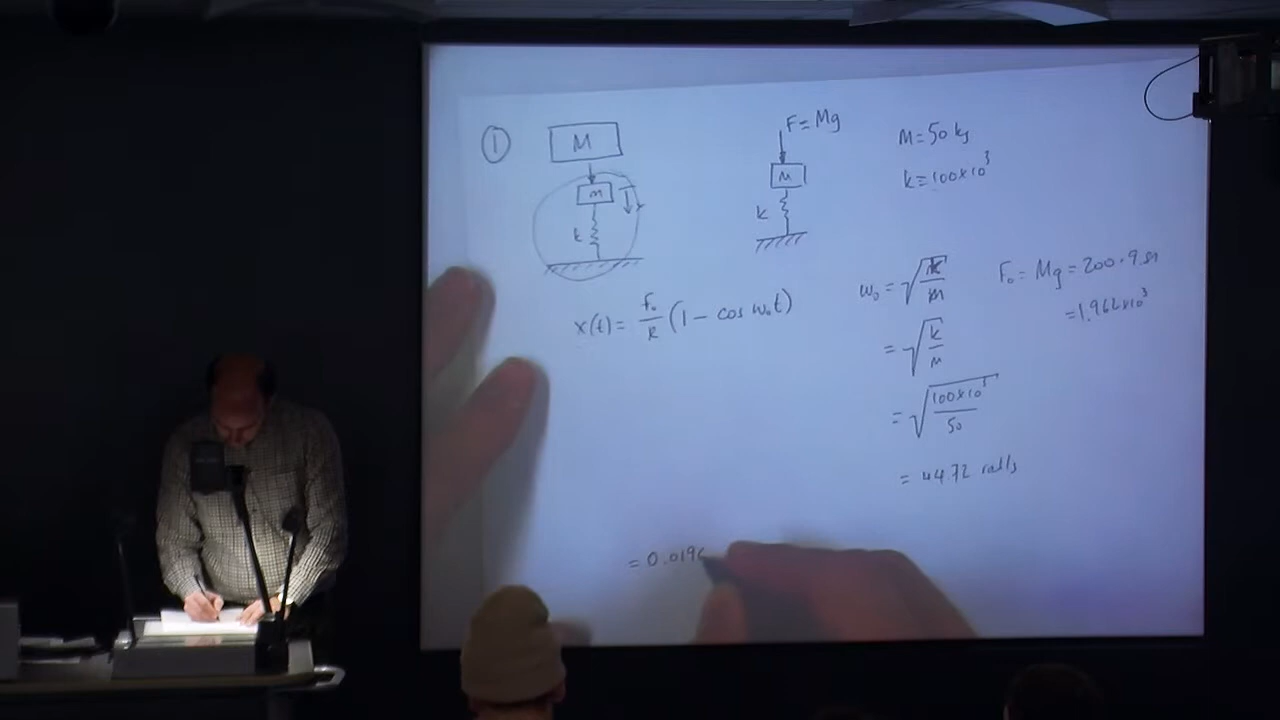 ①
M
m
k
x(t) = F₀/k (1 − cos ω₀t)
F = Mg
m
k
m = 50 kg
k = 100×10³
ω₀ = √(k/m)
= √(k/m)
= √(100×10³/50)
= 44.72 rad/s
F₀ = Mg = 200 · 9.81
= 1.962×10³
= 0.019